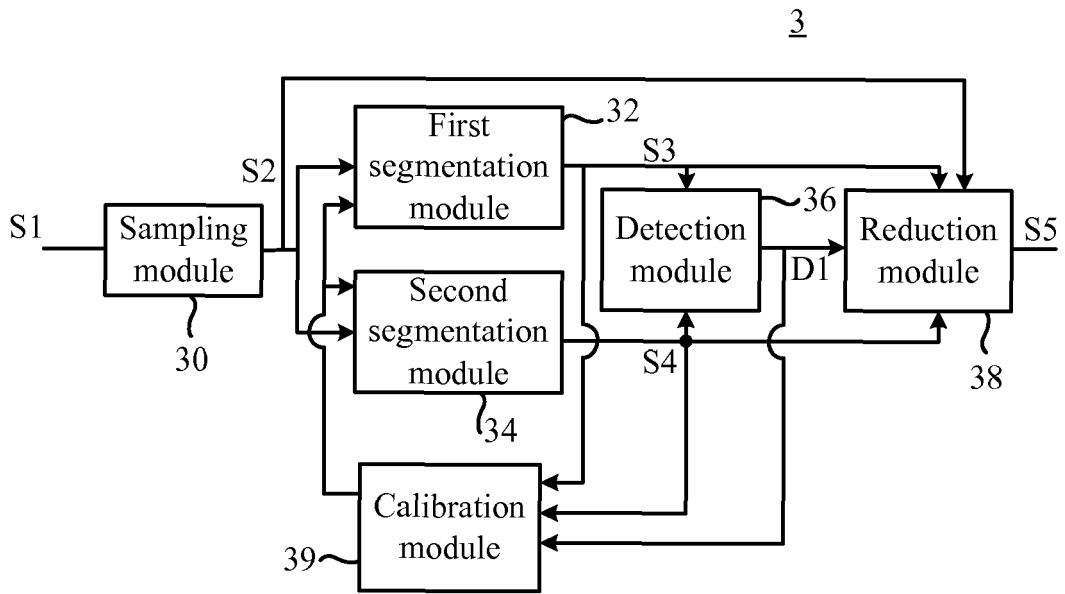 3
S1
Sampling
module
30
S2
First
segmentation
module
32
Second
segmentation
module
34
S3
S4
Detection
module
36
D1
Reduction
module
38
S5
Calibration
module
39